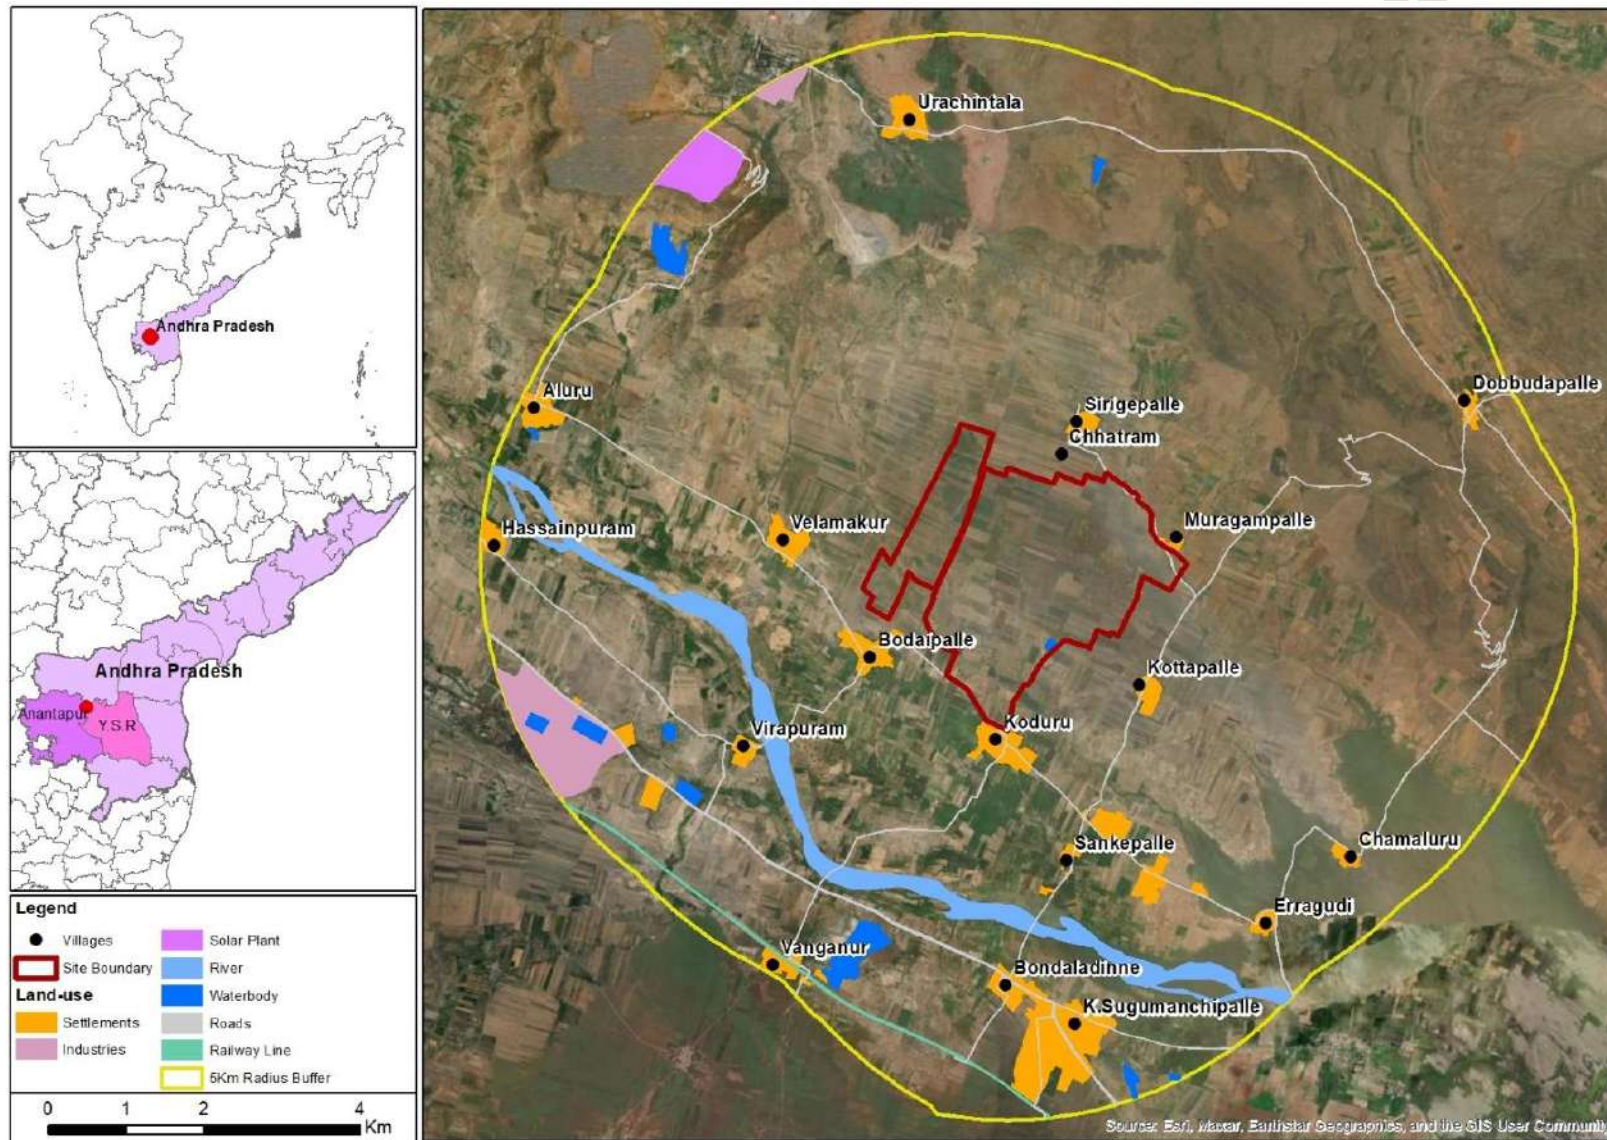 Andhra Pradesh
Andhra Pradesh
Anantapur
Y.S.R
Legend
Villages
Site Boundary
Land-use
Settlements
Industries
Solar Plant
River
Waterbody
Roads
Railway Line
5Km Radius Buffer
0 1 2 4
Km
Urachintala
Dobbudapalle
Aluru
Sirigepalle
Chhatram
Hassainpuram
Velamakur
Muragampalle
Bodaipalle
Kottapalle
Virapuram
Koduru
Sankepalle
Chamaluru
Erragudi
Vanganur
Bondaladinne
K.Sugumanchipalle
Source: Esri, Maxar, Earthstar Geographics, and the GIS User Communit